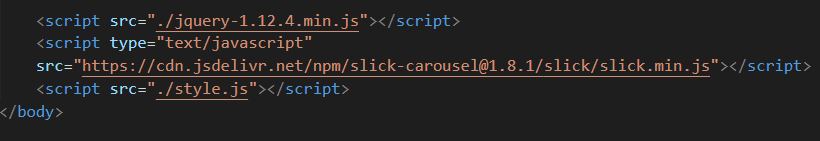 <script src="./jquery-1.12.4.min.js"></script>
<script type="text/javascript"
src="https://cdn.jsdelivr.net/npm/slick-carousel@1.8.1/slick/slick.min.js"></script>
<script src="./style.js"></script>
</body>